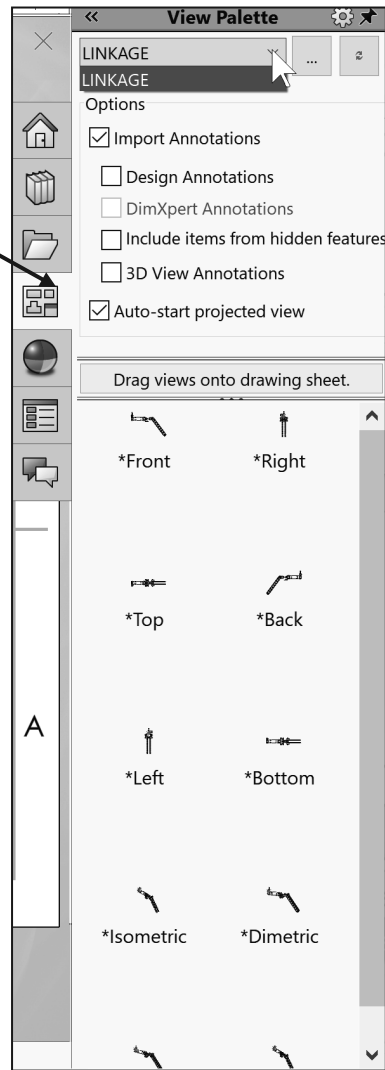 View Palette
LINKAGE
...
LINKAGE
Options
Import Annotations
Design Annotations
DimXpert Annotations
Include items from hidden features
3D View Annotations
Auto-start projected view
Drag views onto drawing sheet.
*Front *Right
*Top *Back
A
*Left *Bottom
*Isometric *Dimetric